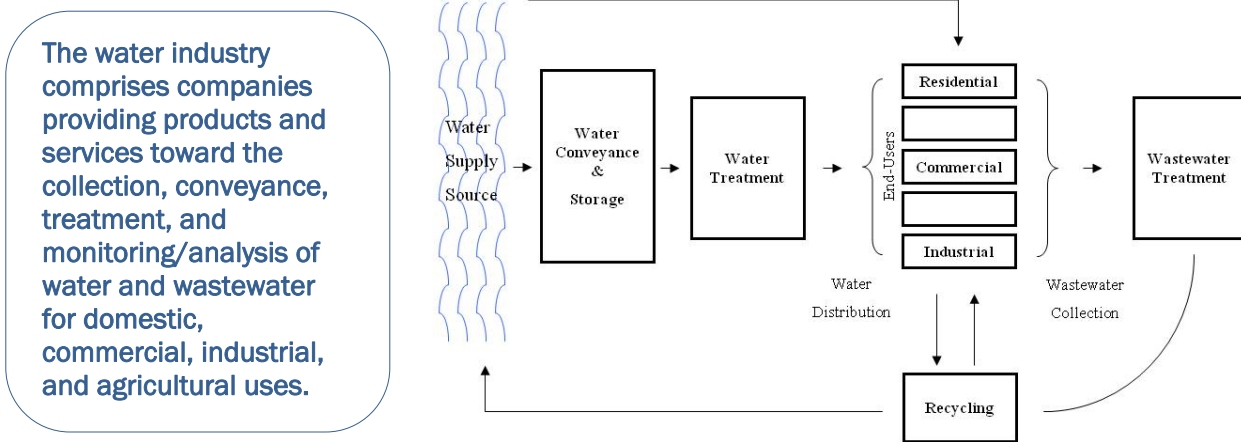 The water industry
comprises companies
providing products and
services toward the
collection, conveyance,
treatment, and
monitoring/analysis of
water and wastewater
for domestic,
commercial, industrial,
and agricultural uses.
Water
Supply
Source
Water
Conveyance
&
Storage
Water
Treatment
End-Users
Residential
Commercial
Industrial
Water
Distribution
Wastewater
Collection
Wastewater
Treatment
Recycling